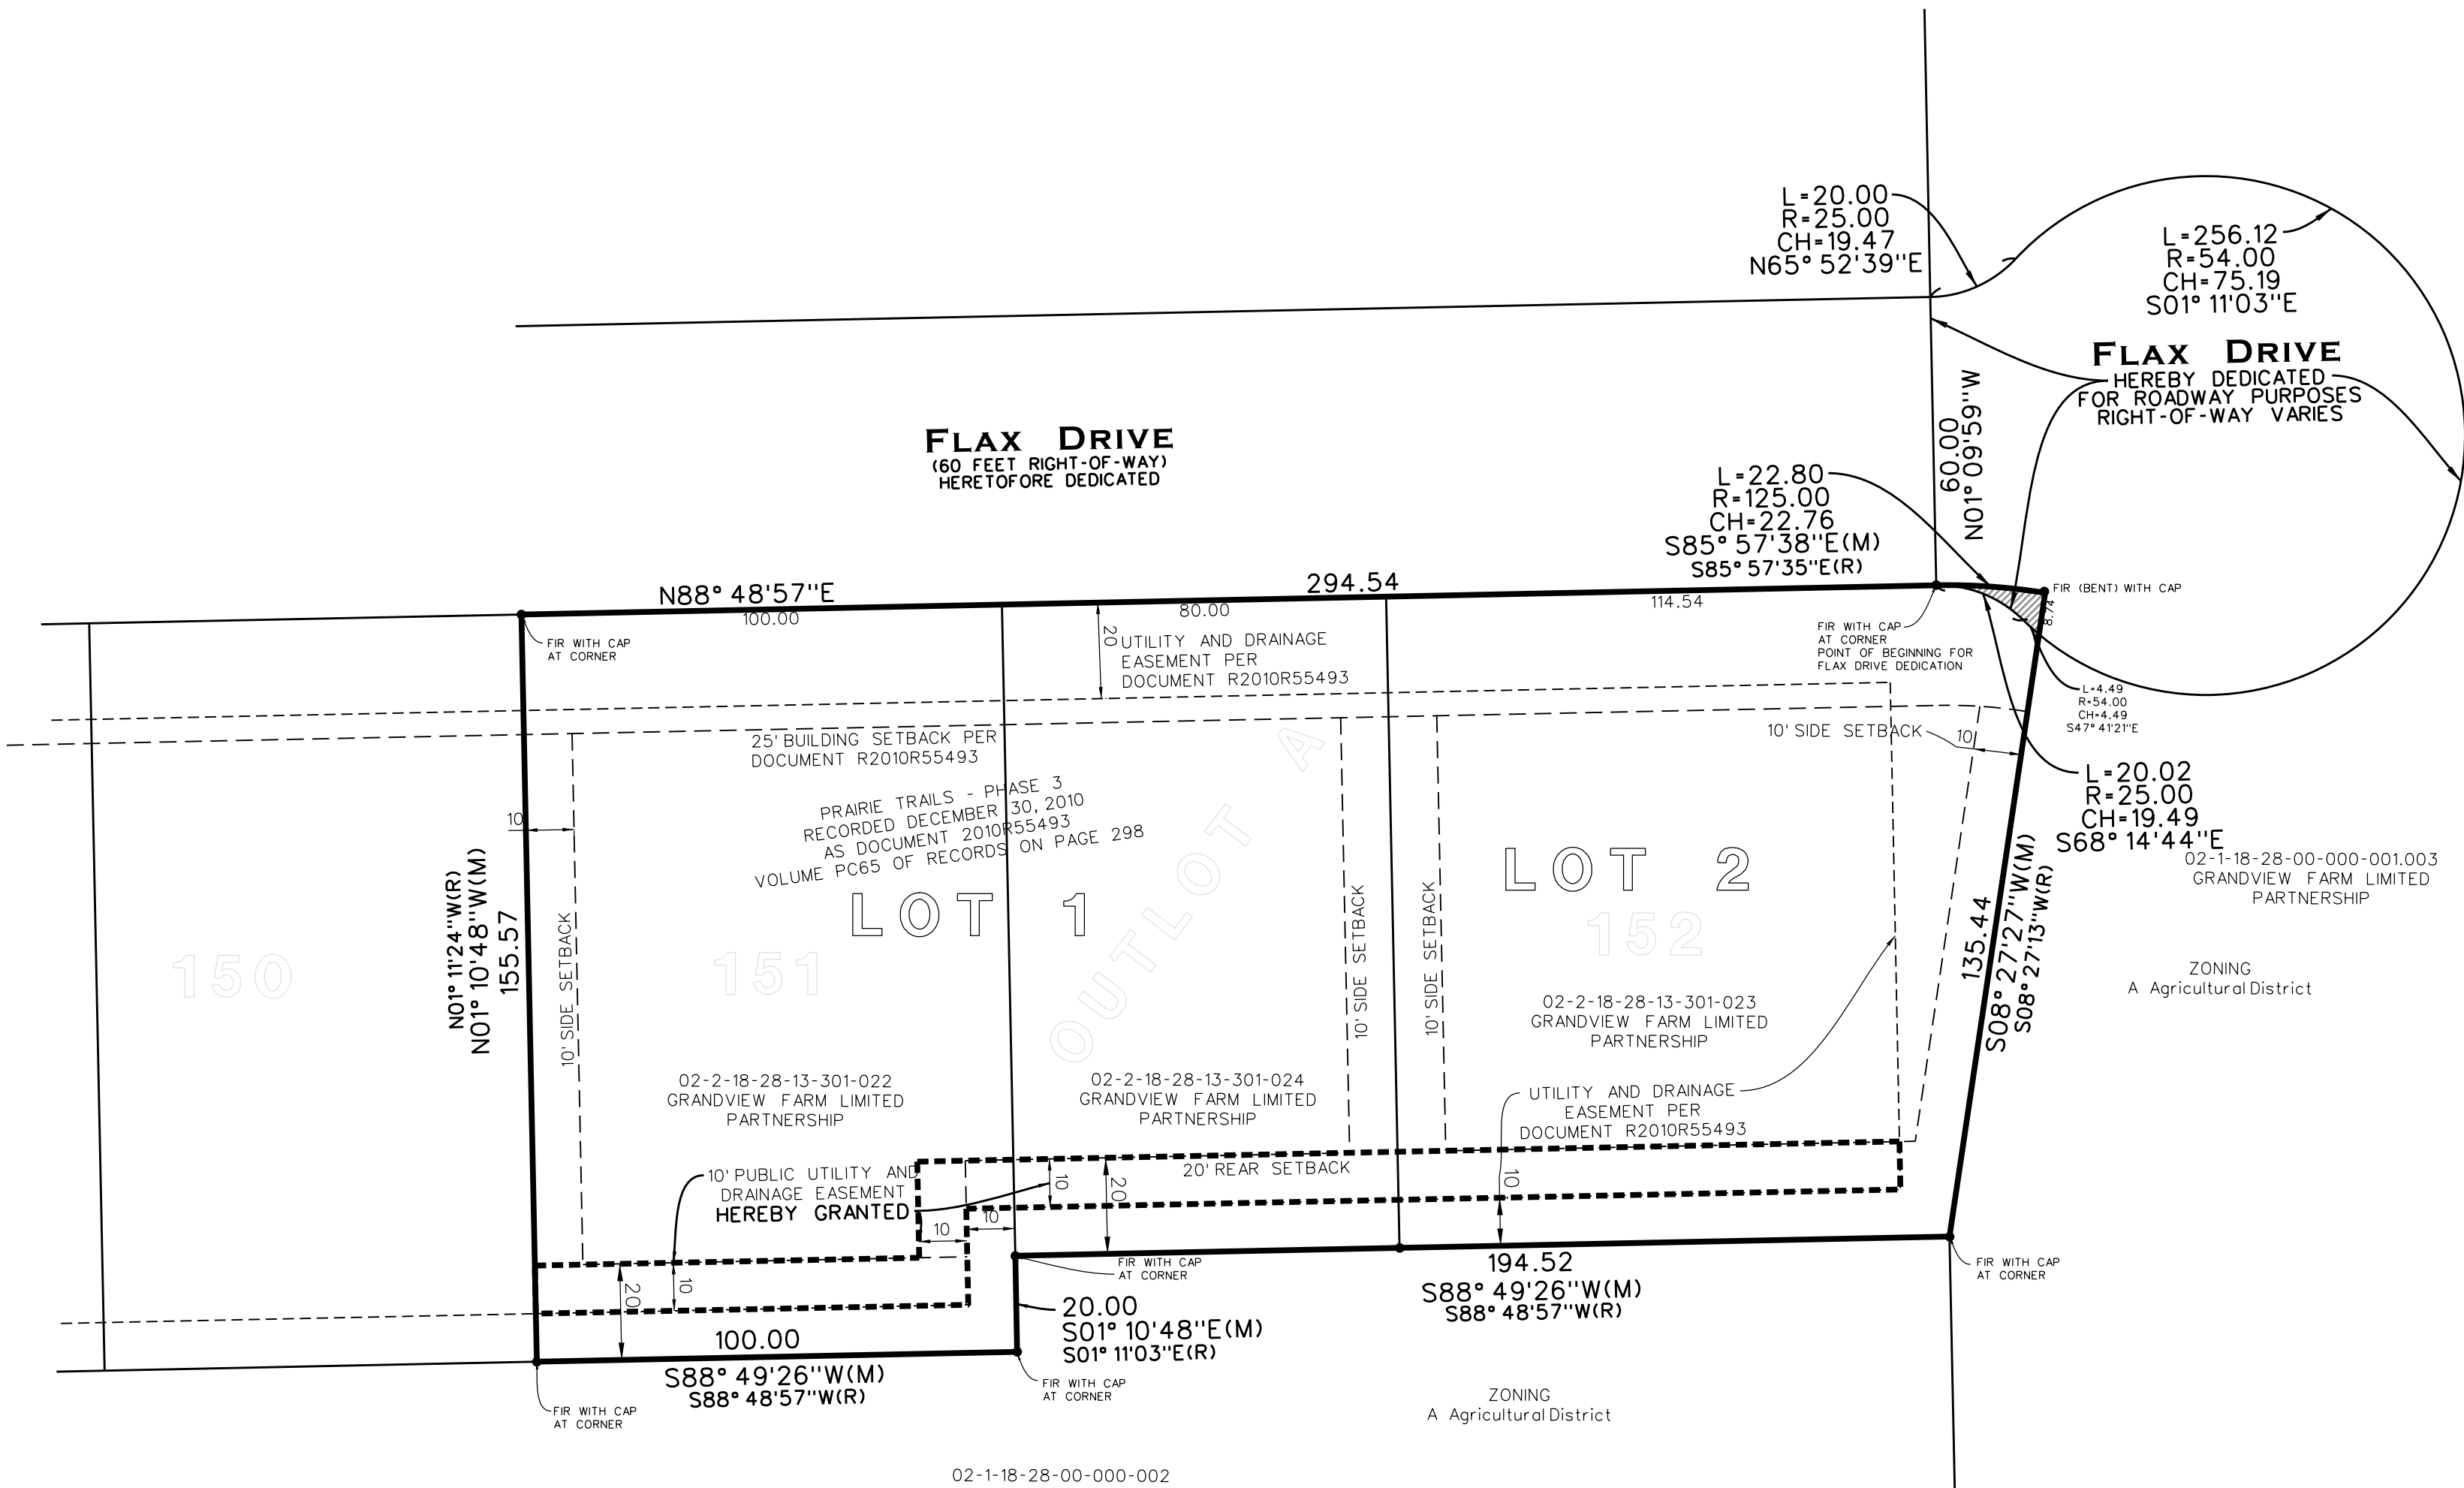 L=20.00
R=25.00
CH=19.47
N65° 52'39"E
L=256.12
R=54.00
CH=75.19
S01° 11'03"E
FLAX DRIVE
HEREBY DEDICATED
FOR ROADWAY PURPOSES
RIGHT-OF-WAY VARIES
60.00
N01° 09'59"W
FLAX DRIVE
(60 FEET RIGHT-OF-WAY)
HERETOFORE DEDICATED
L=22.80
R=125.00
CH=22.76
S85° 57'38"E(M)
S85° 57'35"E(R)
N88° 48'57"E
294.54
100.00
80.00
114.54
FIR (BENT) WITH CAP
8.74
FIR WITH CAP
AT CORNER
20
UTILITY AND DRAINAGE
EASEMENT PER
DOCUMENT R2010R55493
FIR WITH CAP
AT CORNER
POINT OF BEGINNING FOR
FLAX DRIVE DEDICATION
L=4.49
R=54.00
CH=4.49
S47° 41'21"E
25' BUILDING SETBACK PER
DOCUMENT R2010R55493
10' SIDE SETBACK
10
L=20.02
R=25.00
CH=19.49
S68° 14'44"E
PRAIRIE TRAILS - PHASE 3
RECORDED DECEMBER 30, 2010
AS DOCUMENT 2010R55493
VOLUME PC65 OF RECORDS ON PAGE 298
10
LOT 1
LOT 2
OUTLOT A
150
151
152
N01° 11'24"W(R)
N01° 10'48"W(M)
155.57
10' SIDE SETBACK
10' SIDE SETBACK
10' SIDE SETBACK
135.44
S08° 27'27"W(M)
S08° 27'13"W(R)
02-1-18-28-00-000-001.003
GRANDVIEW FARM LIMITED
PARTNERSHIP
ZONING
A Agricultural District
02-2-18-28-13-301-022
GRANDVIEW FARM LIMITED
PARTNERSHIP
02-2-18-28-13-301-024
GRANDVIEW FARM LIMITED
PARTNERSHIP
02-2-18-28-13-301-023
GRANDVIEW FARM LIMITED
PARTNERSHIP
UTILITY AND DRAINAGE
EASEMENT PER
DOCUMENT R2010R55493
10' PUBLIC UTILITY AND
DRAINAGE EASEMENT
HEREBY GRANTED
20' REAR SETBACK
10
20
10
10
10
20
10
FIR WITH CAP
AT CORNER
FIR WITH CAP
AT CORNER
194.52
S88° 49'26"W(M)
S88° 48'57"W(R)
20.00
S01° 10'48"E(M)
S01° 11'03"E(R)
100.00
S88° 49'26"W(M)
S88° 48'57"W(R)
FIR WITH CAP
AT CORNER
FIR WITH CAP
AT CORNER
ZONING
A Agricultural District
02-1-18-28-00-000-002